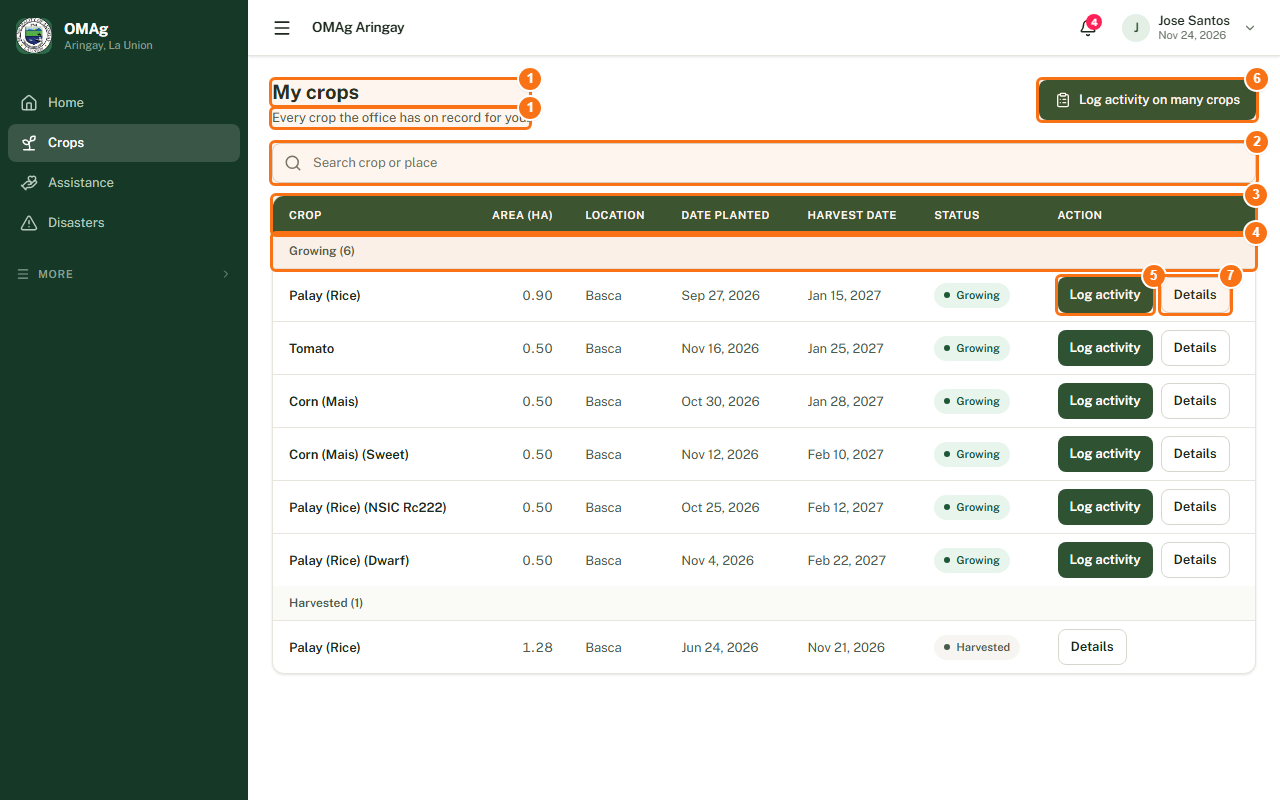 OMAg
Aringay, La Union
Home
Crops
Assistance
Disasters
MORE
OMAg Aringay
4
J
Jose Santos
Nov 24, 2026
My crops
1
Every crop the office has on record for you.
1
Log activity on many crops
6
Search crop or place
2
CROP AREA (HA) LOCATION DATE PLANTED HARVEST DATE STATUS ACTION
3
Growing (6)
4
Palay (Rice) 0.90 Basca Sep 27, 2026 Jan 15, 2027 Growing Log activity 5 Details 7
Tomato 0.50 Basca Nov 16, 2026 Jan 25, 2027 Growing Log activity Details
Corn (Mais) 0.50 Basca Oct 30, 2026 Jan 28, 2027 Growing Log activity Details
Corn (Mais) (Sweet) 0.50 Basca Nov 12, 2026 Feb 10, 2027 Growing Log activity Details
Palay (Rice) (NSIC Rc222) 0.50 Basca Oct 25, 2026 Feb 12, 2027 Growing Log activity Details
Palay (Rice) (Dwarf) 0.50 Basca Nov 4, 2026 Feb 22, 2027 Growing Log activity Details
Harvested (1)
Palay (Rice) 1.28 Basca Jun 24, 2026 Nov 21, 2026 Harvested Details